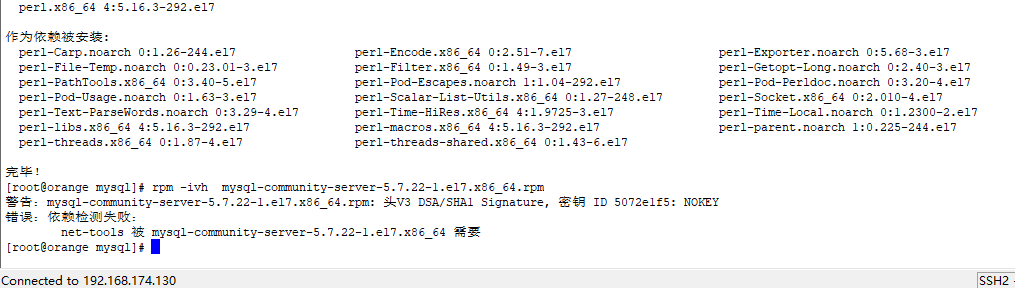 perl.x86_64 4:5.16.3-292.el7
作为依赖被安装:
perl-Carp.noarch 0:1.26-244.el7 perl-Encode.x86_64 0:2.51-7.el7 perl-Exporter.noarch 0:5.68-3.el7
perl-File-Temp.noarch 0:0.23.01-3.el7 perl-Filter.x86_64 0:1.49-3.el7 perl-Getopt-Long.noarch 0:2.40-3.el7
perl-PathTools.x86_64 0:3.40-5.el7 perl-Pod-Escapes.noarch 1:1.04-292.el7 perl-Pod-Perldoc.noarch 0:3.20-4.el7
perl-Pod-Usage.noarch 0:1.63-3.el7 perl-Scalar-List-Utils.x86_64 0:1.27-248.el7 perl-Socket.x86_64 0:2.010-4.el7
perl-Text-ParseWords.noarch 0:3.29-4.el7 perl-Time-HiRes.x86_64 4:1.9725-3.el7 perl-Time-Local.noarch 0:1.2300-2.el7
perl-libs.x86_64 4:5.16.3-292.el7 perl-macros.x86_64 4:5.16.3-292.el7 perl-parent.noarch 1:0.225-244.el7
perl-threads.x86_64 0:1.87-4.el7 perl-threads-shared.x86_64 0:1.43-6.el7
完毕!
[root@orange mysql]# rpm -ivh  mysql-community-server-5.7.22-1.el7.x86_64.rpm
警告: mysql-community-server-5.7.22-1.el7.x86_64.rpm: 头V3 DSA/SHA1 Signature, 密钥 ID 5072e1f5: NOKEY
错误: 依赖检测失败:
net-tools 被 mysql-community-server-5.7.22-1.el7.x86_64 需要
[root@orange mysql]#
Connected to 192.168.174.130 SSH2 -